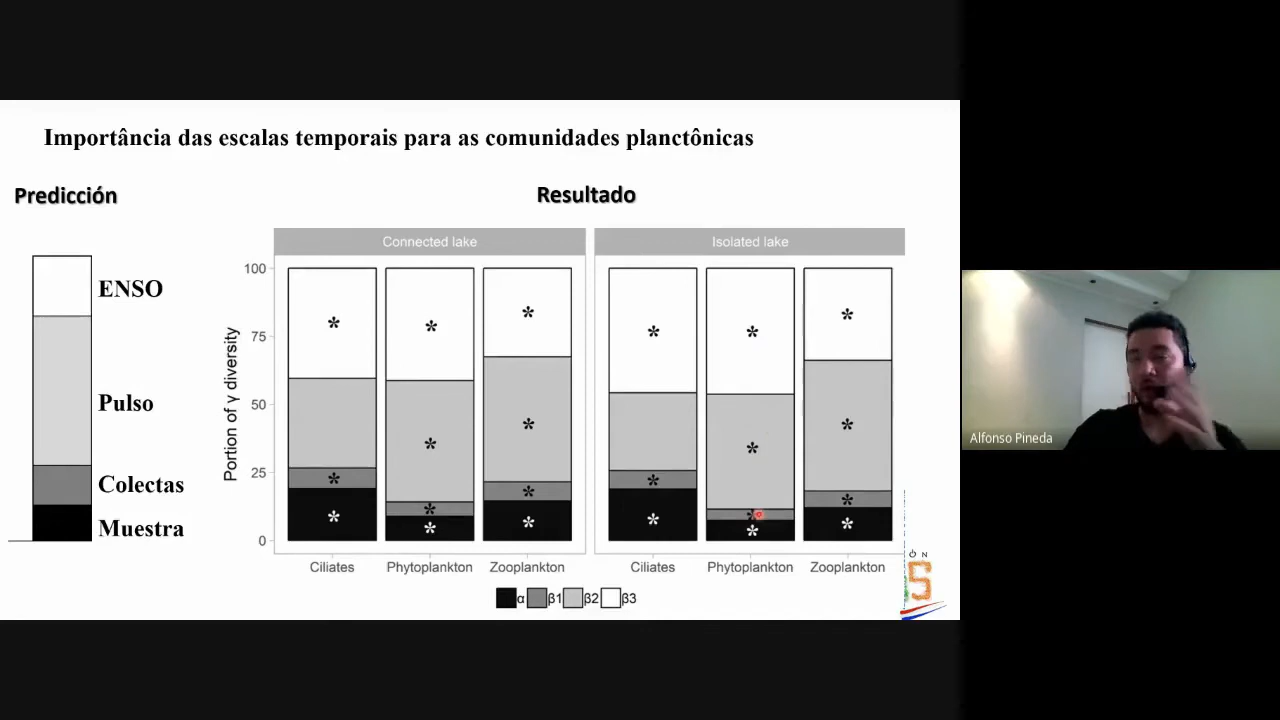 Importância das escalas temporais para as comunidades planctônicas
Predicción
Resultado
ENSO
Pulso
Colectas
Muestra
Connected lake
Isolated lake
Portion of γ diversity
100
75
50
25
0
* * * * * *
* * * *
* * * * * *
* * * * * *
Ciliates Phytoplankton Zooplankton
Ciliates Phytoplankton Zooplankton
α β1 β2 β3
N
S
Alfonso Pineda